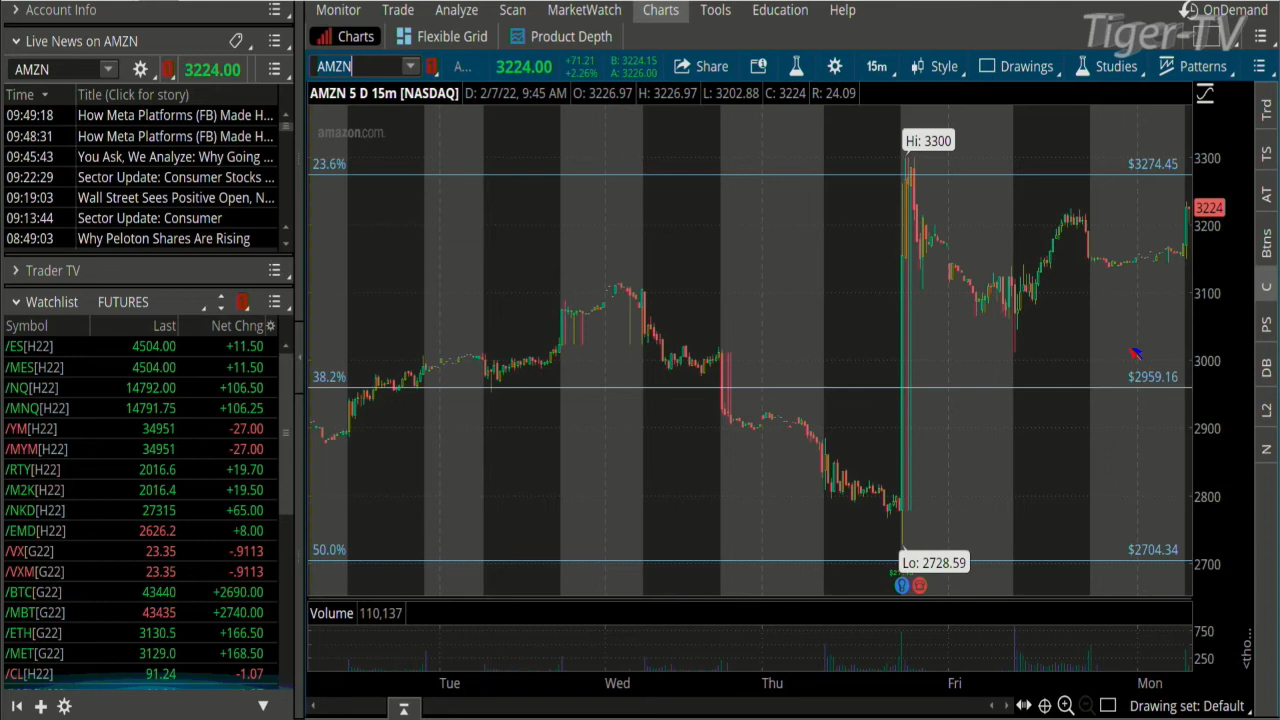 Account Info
Live News on AMZN
AMZN 3224.00
Time Title (Click for story)
09:49:18 How Meta Platforms (FB) Made H...
09:48:31 How Meta Platforms (FB) Made H...
09:45:43 You Ask, We Analyze: Why Going ...
09:22:29 Sector Update: Consumer Stocks ...
09:19:03 Wall Street Sees Positive Open, N...
09:13:44 Sector Update: Consumer
08:49:03 Why Peloton Shares Are Rising
Trader TV
Watchlist FUTURES
Symbol Last Net Chng
/ES[H22] 4504.00 +11.50
/MES[H22] 4504.00 +11.50
/NQ[H22] 14792.00 +106.50
/MNQ[H22] 14791.75 +106.25
/YM[H22] 34951 -27.00
/MYM[H22] 34951 -27.00
/RTY[H22] 2016.6 +19.70
/M2K[H22] 2016.4 +19.50
/NKD[H22] 27315 +65.00
/EMD[H22] 2626.2 +8.00
/VX[G22] 23.35 -.9113
/VXM[G22] 23.35 -.9113
/BTC[G22] 43440 +2690.00
/MBT[G22] 43435 +2740.00
/ETH[G22] 3130.5 +166.50
/MET[G22] 3129.0 +168.50
/CL[H22] 91.24 -1.07
Monitor Trade Analyze Scan MarketWatch Charts Tools Education Help OnDemand
Tiger-TV
Charts Flexible Grid Product Depth
AMZN A... 3224.00 +71.21 B: 3224.15 Share 15m Style Drawings Studies Patterns
+2.26% A: 3226.00
AMZN 5 D 15m [NASDAQ] D: 2/7/22, 9:45 AM O: 3226.97 H: 3226.97 L: 3202.88 C: 3224 R: 24.09
amazon.com
Hi: 3300
23.6% $3274.45
38.2% $2959.16
50.0% $2704.34
Lo: 2728.59
3300
3224
3200
3100
3000
2900
2800
2700
Volume 110,137
750
250
Tue Wed Thu Fri Mon
Drawing set: Default
Trd
TS
AT
Btns
C
PS
DB
L2
N
<tho...